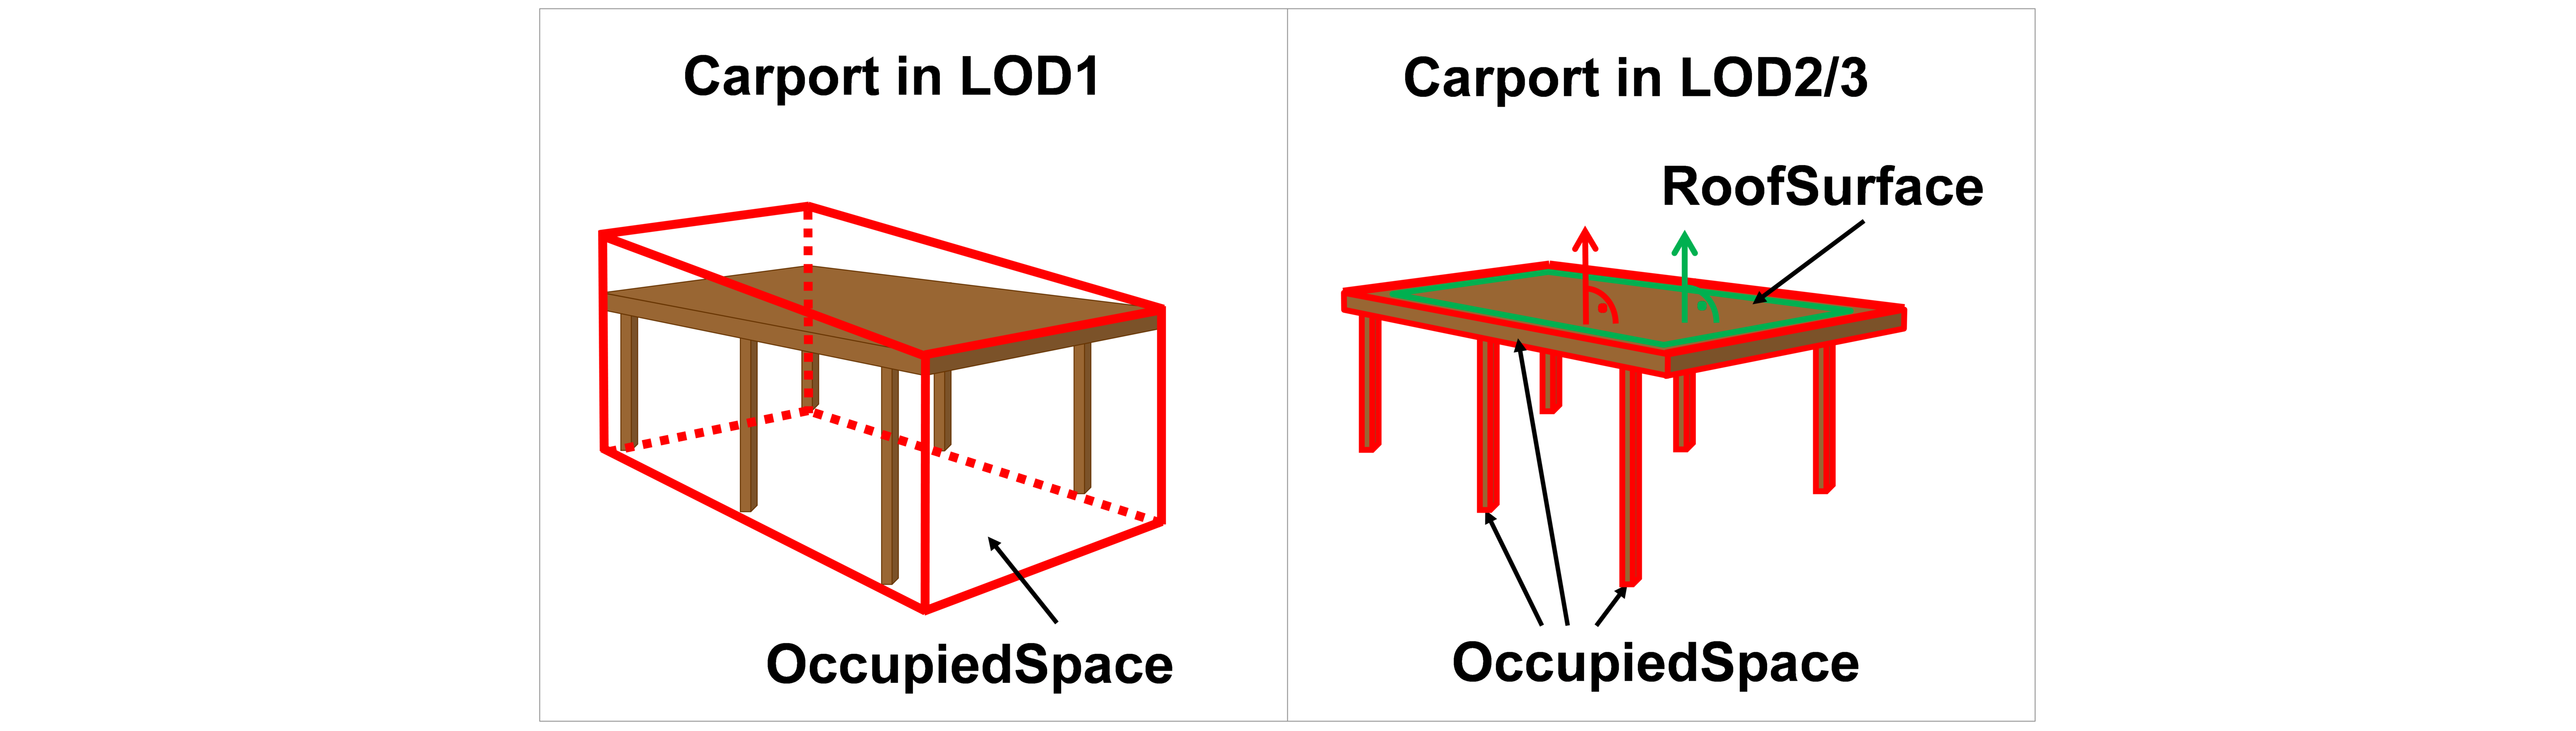 Carport in LOD1
OccupiedSpace
Carport in LOD2/3
RoofSurface
OccupiedSpace